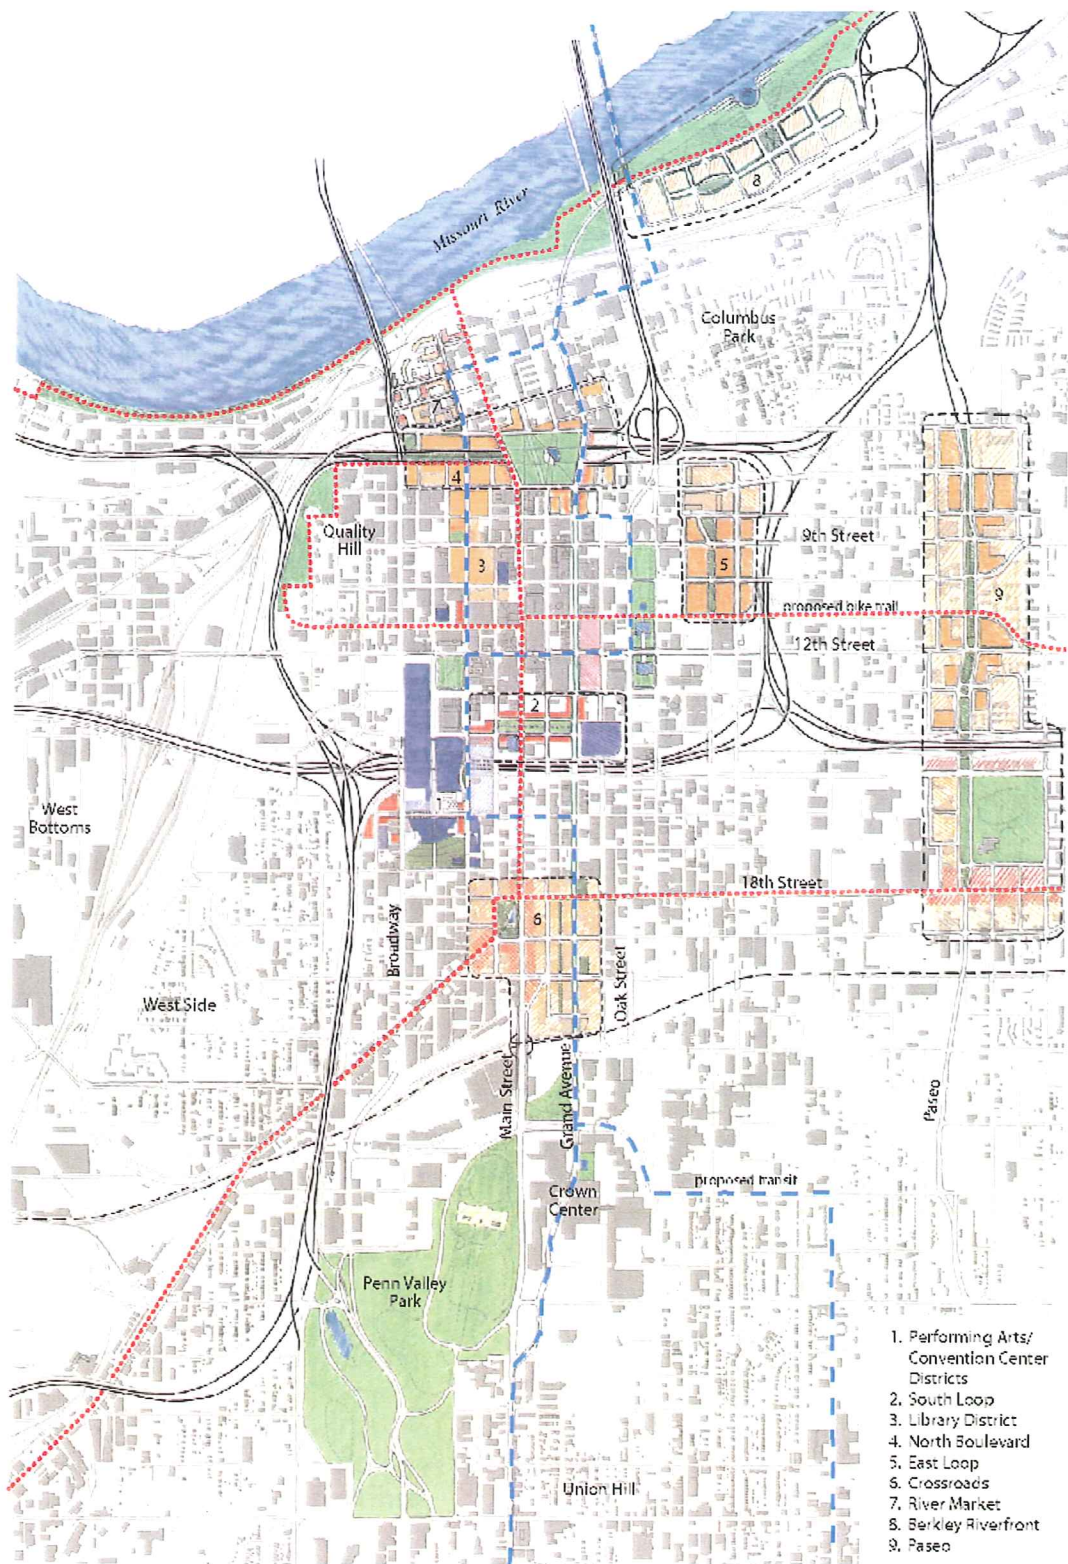 Missouri River
8
Columbus
Park
7
4
Quality
Hill
3
9th Street
5
9
proposed bike trail
12th Street
2
West
Bottoms
1
18th Street
6
Broadway
Oak Street
West Side
Main Street
Grand Avenue
Paseo
Crown
Center
proposed transit
Penn Valley
Park
Union Hill
1. Performing Arts/
Convention Center
Districts
2. South Loop
3. Library District
4. North Boulevard
5. East Loop
6. Crossroads
7. River Market
8. Berkley Riverfront
9. Paseo